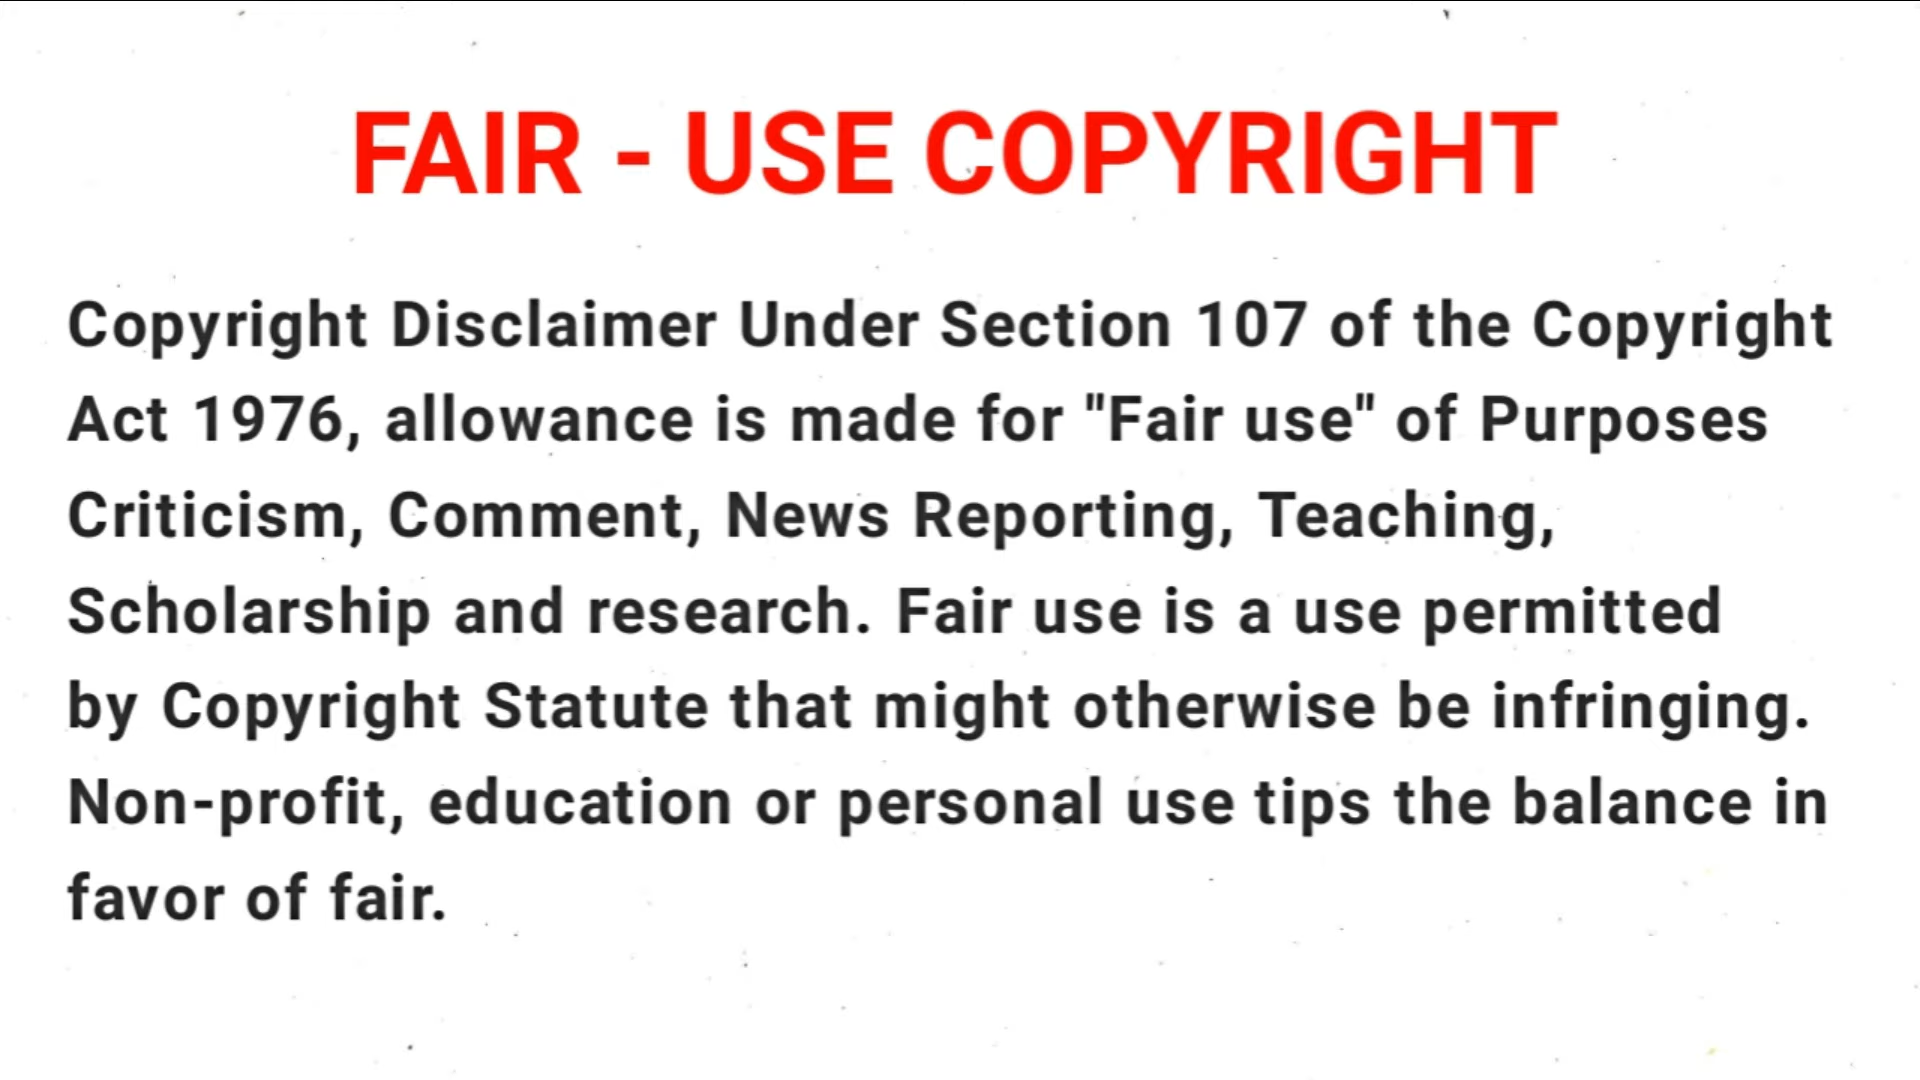 FAIR - USE COPYRIGHT
Copyright Disclaimer Under Section 107 of the Copyright
Act 1976, allowance is made for "Fair use" of Purposes
Criticism, Comment, News Reporting, Teaching,
Scholarship and research. Fair use is a use permitted
by Copyright Statute that might otherwise be infringing.
Non-profit, education or personal use tips the balance in
favor of fair.